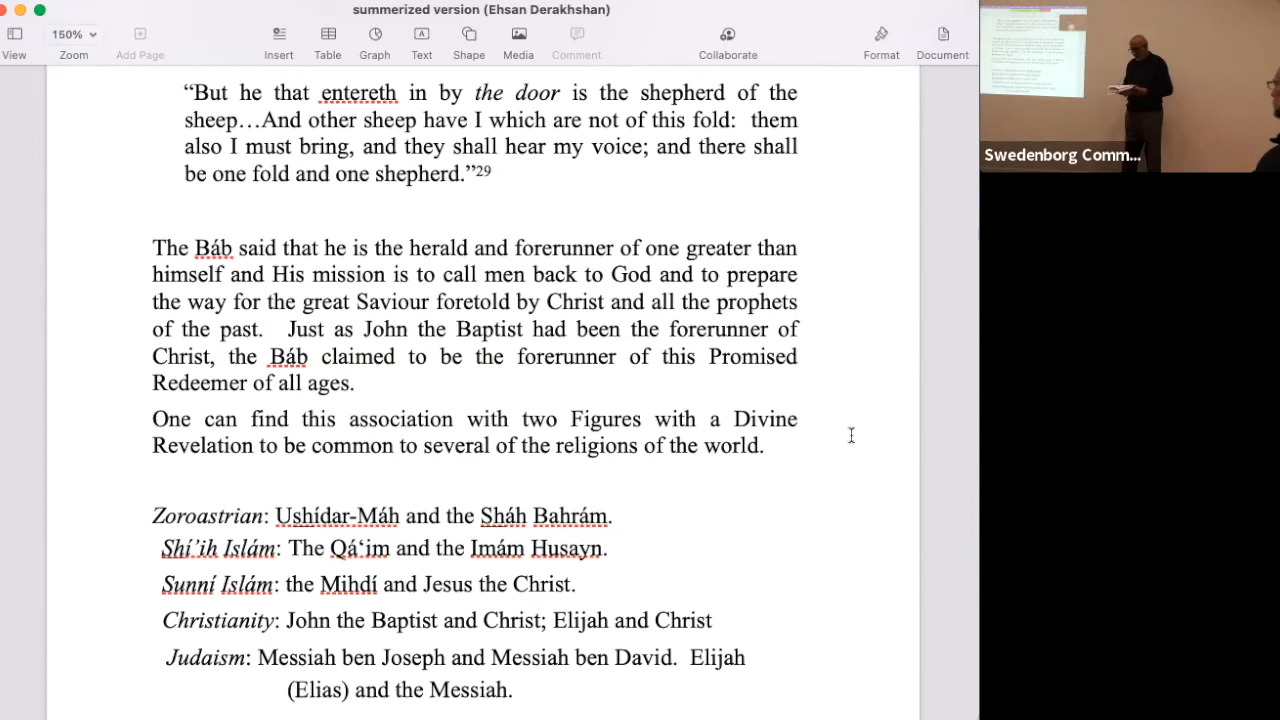 summerized version (Ehsan Derakhshan)
150%
View Zoom Add Page Insert Table Graphic Text Shape Media Comment Collaborate Format Document
“But he that entereth in by the door is the shepherd of the
sheep…And other sheep have I which are not of this fold: them
also I must bring, and they shall hear my voice; and there shall
be one fold and one shepherd.”29
The Báb said that he is the herald and forerunner of one greater than
himself and His mission is to call men back to God and to prepare
the way for the great Saviour foretold by Christ and all the prophets
of the past. Just as John the Baptist had been the forerunner of
Christ, the Báb claimed to be the forerunner of this Promised
Redeemer of all ages.
One can find this association with two Figures with a Divine
Revelation to be common to several of the religions of the world.
Zoroastrian: Ushídar-Máh and the Sháh Bahrám.
Shí’ih Islám: The Qá‘im and the Imám Husayn.
Sunní Islám: the Mihdí and Jesus the Christ.
Christianity: John the Baptist and Christ; Elijah and Christ
Judaism: Messiah ben Joseph and Messiah ben David. Elijah
(Elias) and the Messiah.
Swedenborg Comm...